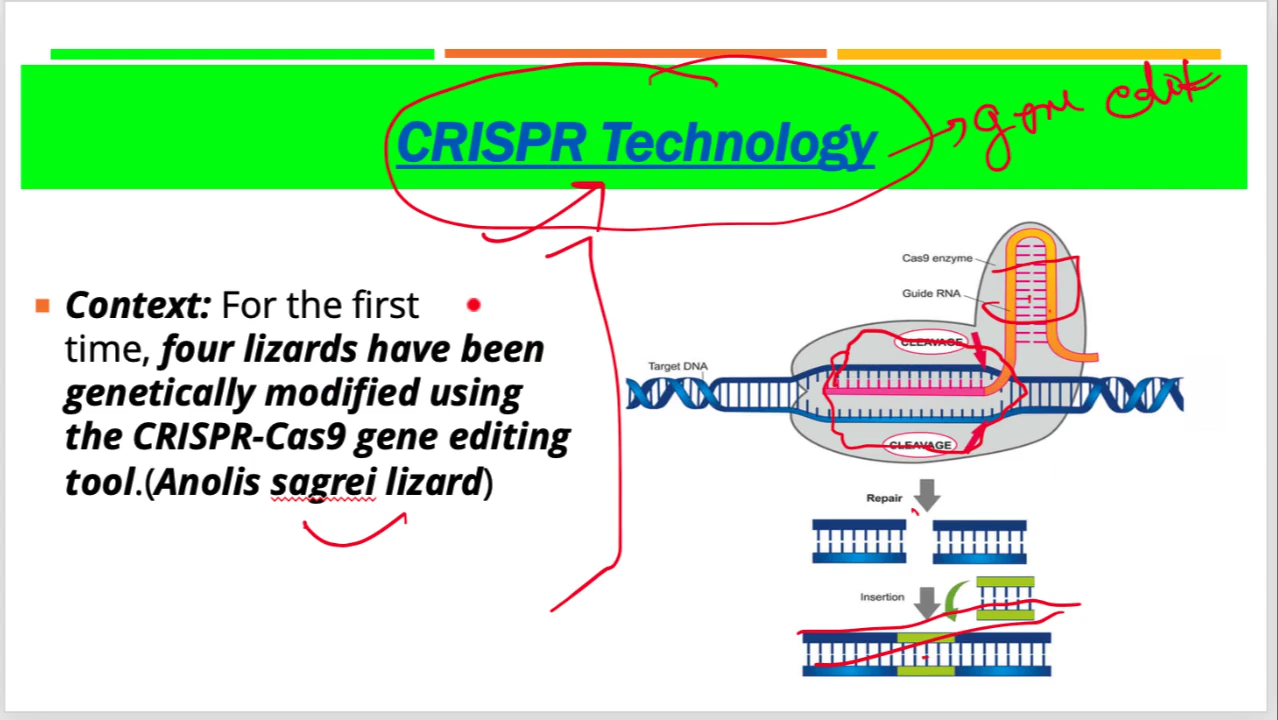 CRISPR Technology
gene edit
Context: For the first
time, four lizards have been
genetically modified using
the CRISPR-Cas9 gene editing
tool.(Anolis sagrei lizard)
Cas9 enzyme
Guide RNA
CLEAVAGE
Target DNA
CLEAVAGE
Repair
Insertion